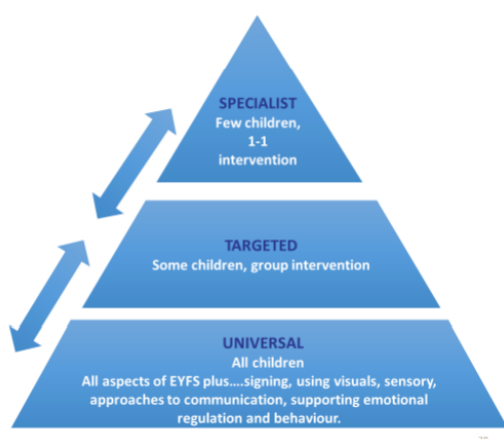 SPECIALIST
Few children,
1-1
intervention
TARGETED
Some children, group intervention
UNIVERSAL
All children
All aspects of EYFS plus....signing, using visuals, sensory,
approaches to communication, supporting emotional
regulation and behaviour.